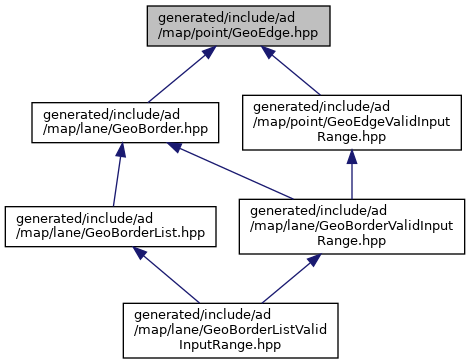 generated/include/ad
/map/point/GeoEdge.hpp
generated/include/ad
/map/lane/GeoBorder.hpp
generated/include/ad
/map/point/GeoEdgeValidInput
Range.hpp
generated/include/ad
/map/lane/GeoBorderList.hpp
generated/include/ad
/map/lane/GeoBorderValidInput
Range.hpp
generated/include/ad
/map/lane/GeoBorderListValid
InputRange.hpp